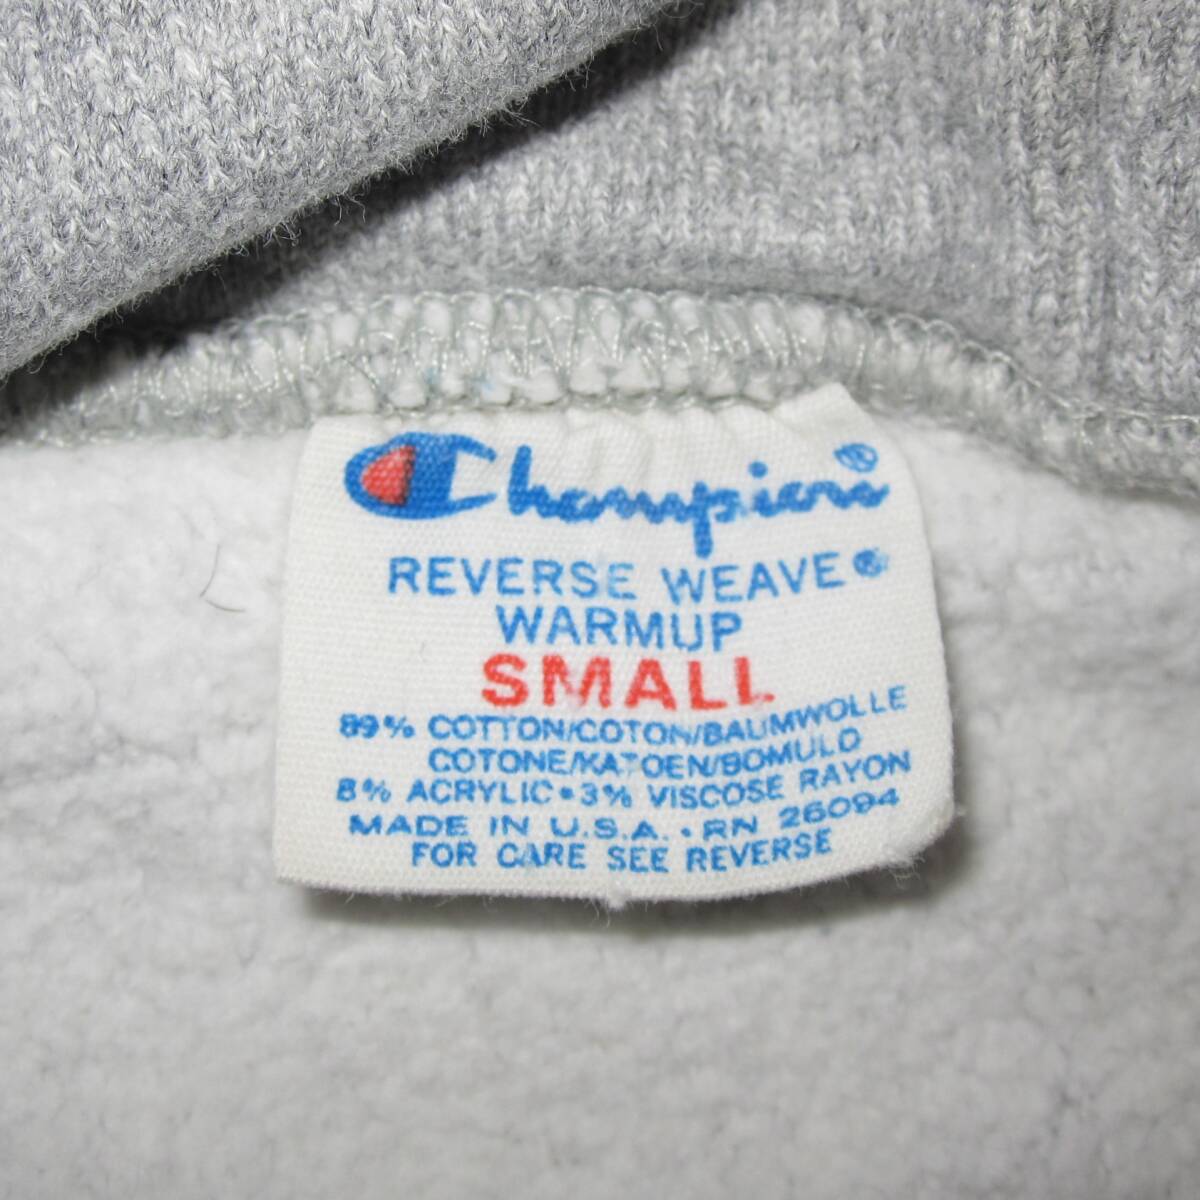 Champion®
REVERSE WEAVE®
WARMUP
SMALL
89% COTTON/COTON/BAUMWOLLE
COTONE/KATOEN/BOMULD
8% ACRYLIC • 3% VISCOSE RAYON
MADE IN U.S.A. • RN 26094
FOR CARE SEE REVERSE